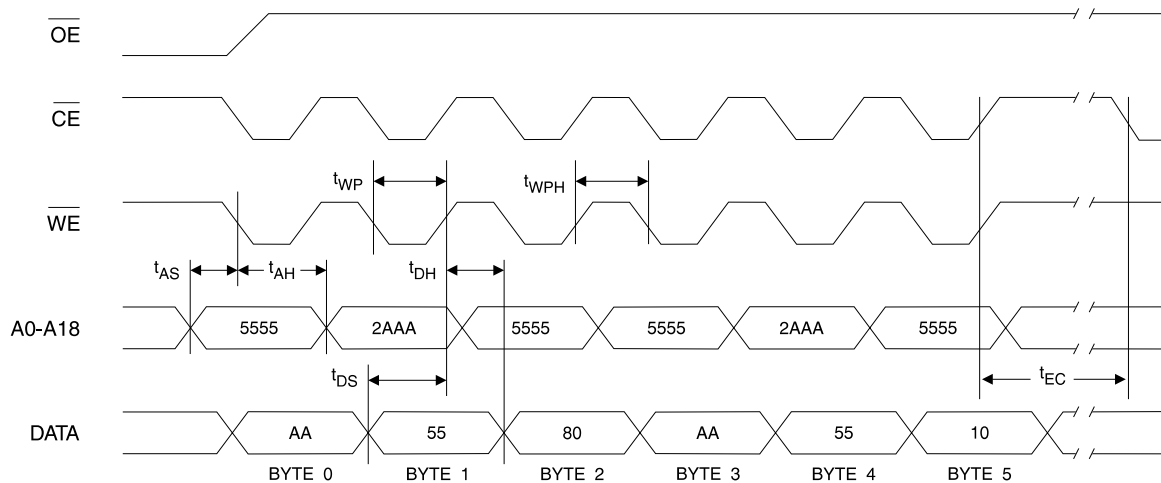 OE
CE
tWP
tWPH
WE
tAS
tAH
tDH
A0-A18
5555
2AAA
5555
5555
2AAA
5555
tDS
tEC
DATA
AA
55
80
AA
55
10
BYTE 0
BYTE 1
BYTE 2
BYTE 3
BYTE 4
BYTE 5